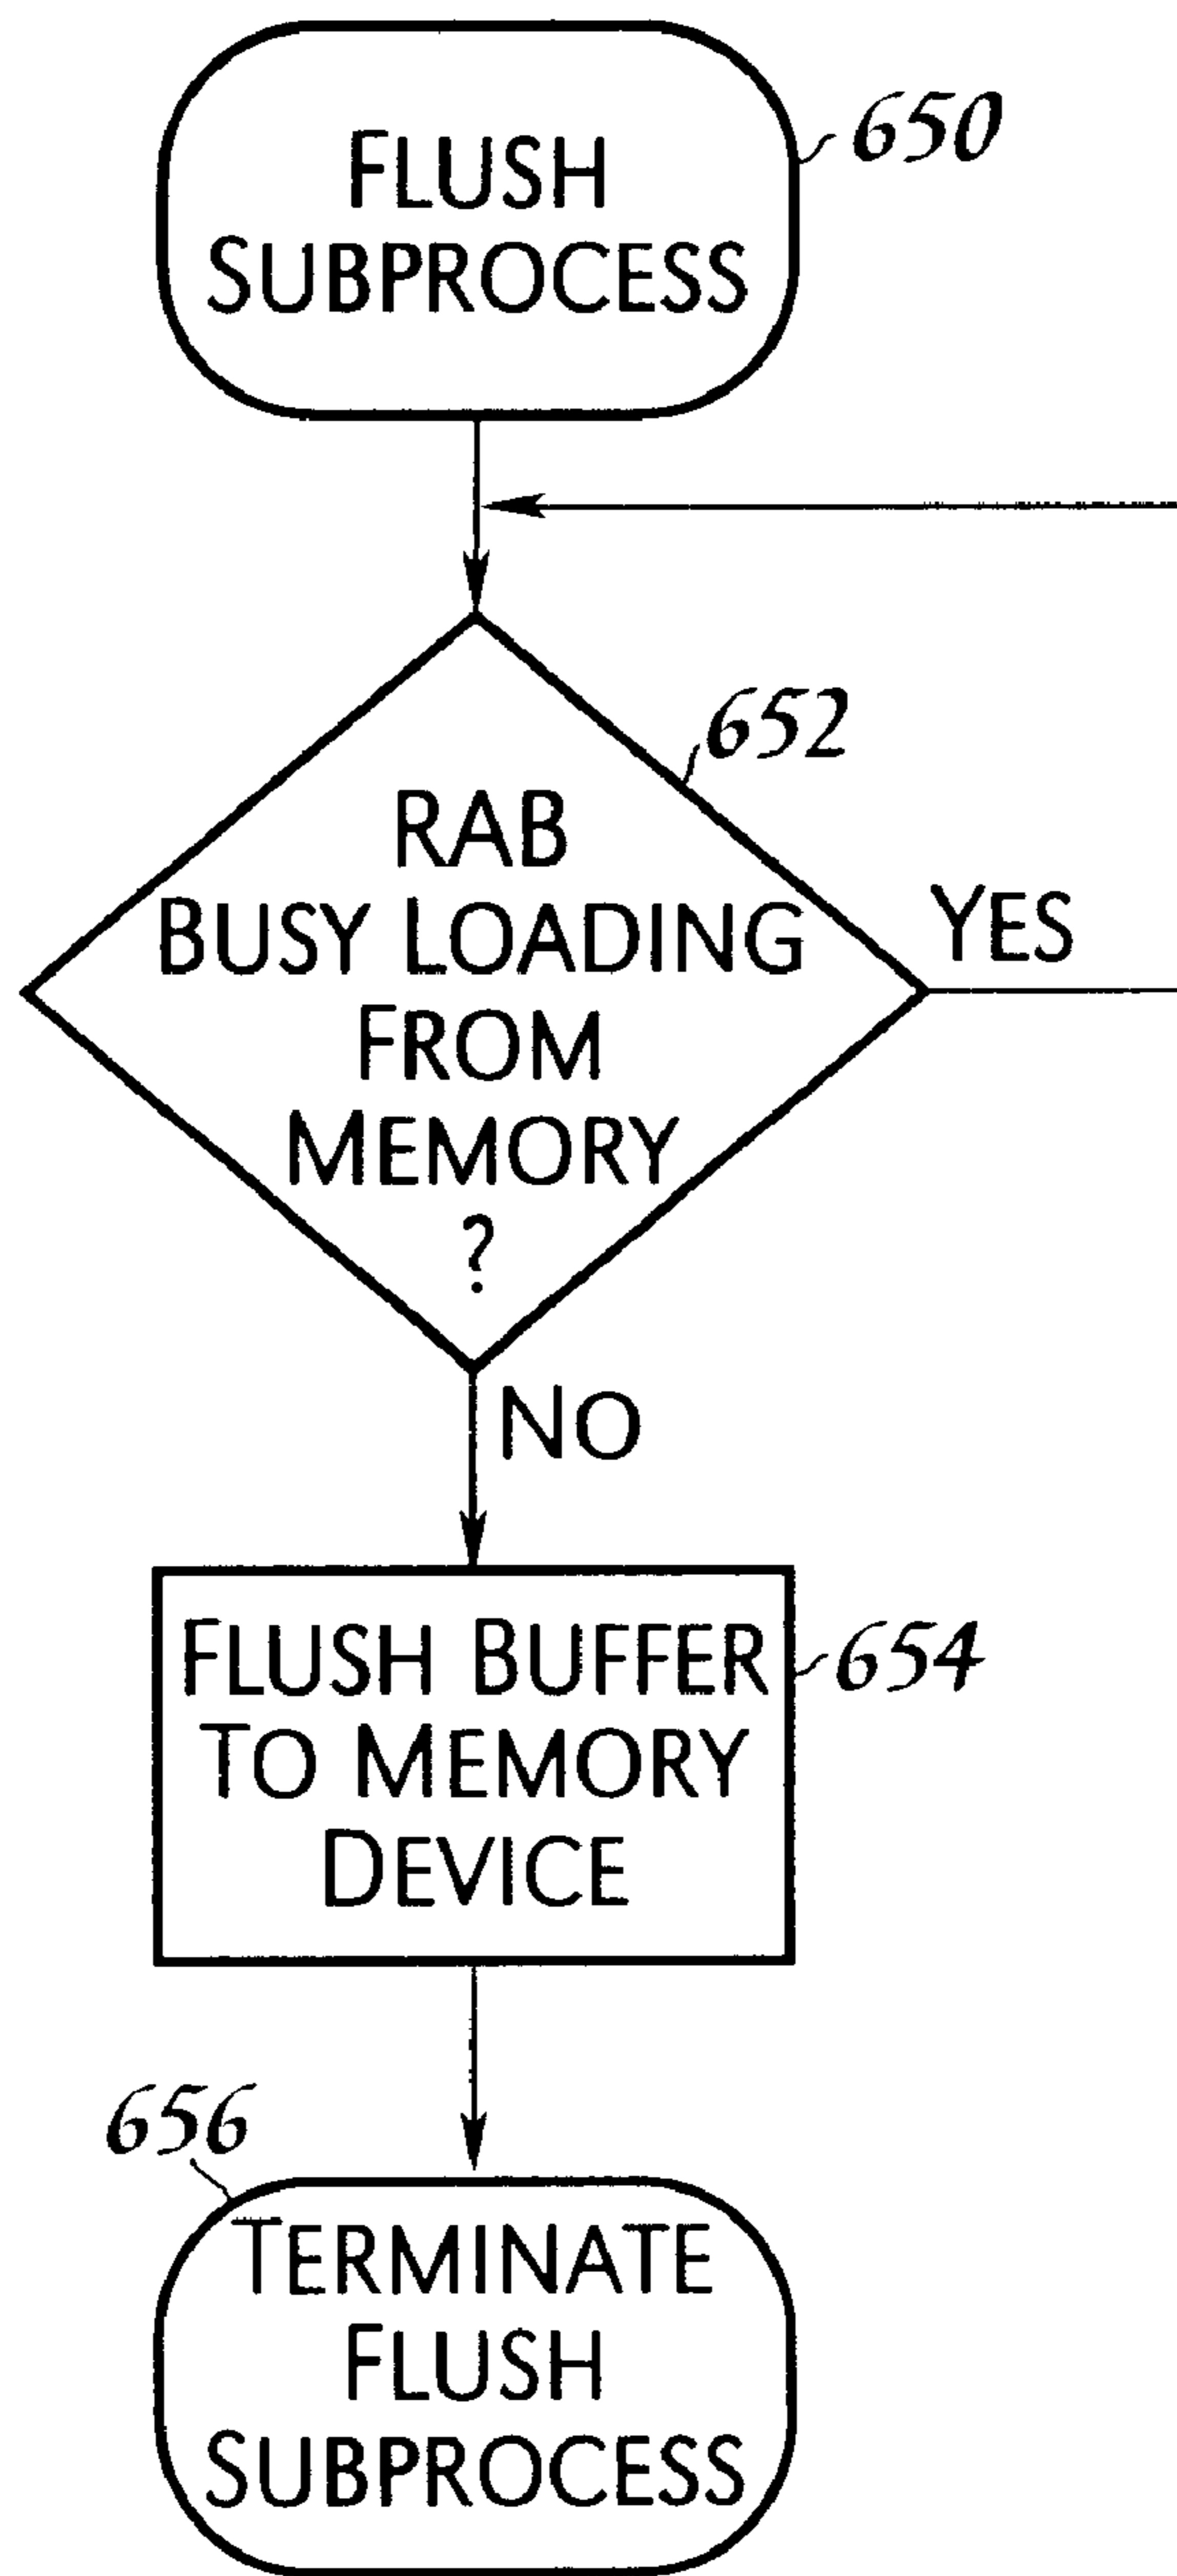 FLUSH
SUBPROCESS
650
652
RAB
BUSY LOADING
FROM
MEMORY
?
YES
NO
FLUSH BUFFER
TO MEMORY
DEVICE
654
656
TERMINATE
FLUSH
SUBPROCESS